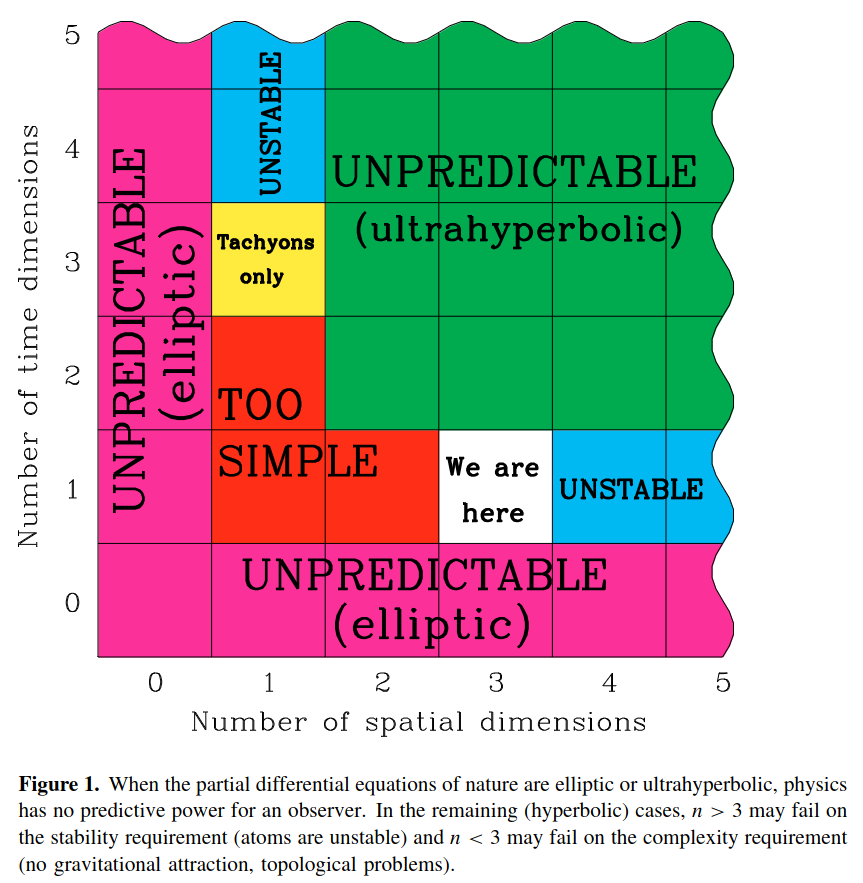 5
4
3
2
1
0
Number of time dimensions
UNPREDICTABLE
(elliptic)
UNSTABLE
UNPREDICTABLE
(ultrahyperbolic)
Tachyons
only
TOO
SIMPLE
We are
here
UNSTABLE
UNPREDICTABLE
(elliptic)
0 1 2 3 4 5
Number of spatial dimensions
Figure 1. When the partial differential equations of nature are elliptic or ultrahyperbolic, physics
has no predictive power for an observer. In the remaining (hyperbolic) cases, n > 3 may fail on
the stability requirement (atoms are unstable) and n < 3 may fail on the complexity requirement
(no gravitational attraction, topological problems).